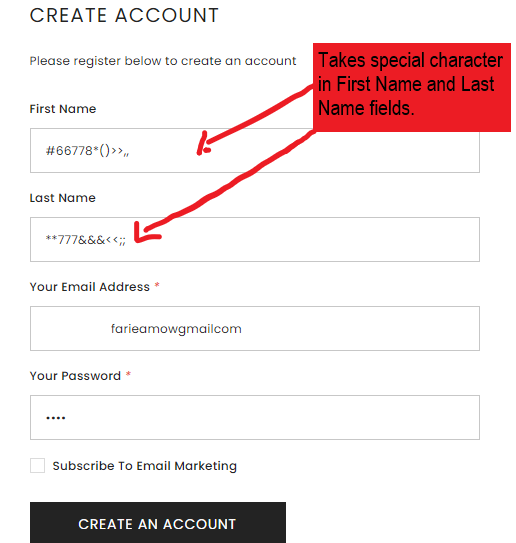 CREATE ACCOUNT
Please register below to create an account
Takes special character
in First Name and Last
Name fields.
First Name
#66778*()>>,,
Last Name
**777&&&<<;;
Your Email Address *
farieamowgmailcom
Your Password *
••••
Subscribe To Email Marketing
CREATE AN ACCOUNT